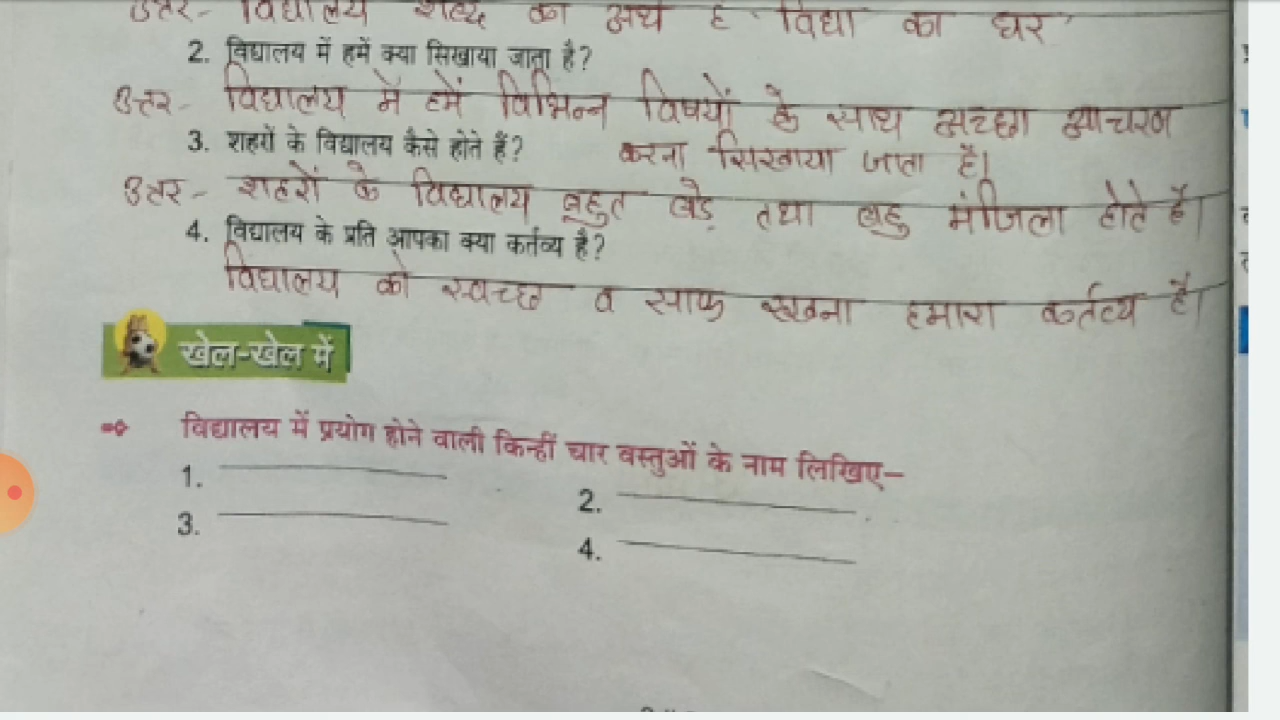 उत्तर- विद्यालय शब्द का अर्थ है विद्या का घर
2. विद्यालय में हमें क्या सिखाया जाता है?
उत्तर- विद्यालय में हमें विभिन्न विषयों के साथ अच्छा आचरण
करना सिखाया जाता है।
3. शहरों के विद्यालय कैसे होते हैं?
उत्तर- शहरों के विद्यालय बहुत बड़े तथा बहु मंजिला होते हैं।
4. विद्यालय के प्रति आपका क्या कर्तव्य है?
विद्यालय को स्वच्छ व साफ रखना हमारा कर्तव्य है।
खेल-खेल में
विद्यालय में प्रयोग होने वाली किन्हीं चार वस्तुओं के नाम लिखिए–
1.
2.
3.
4.